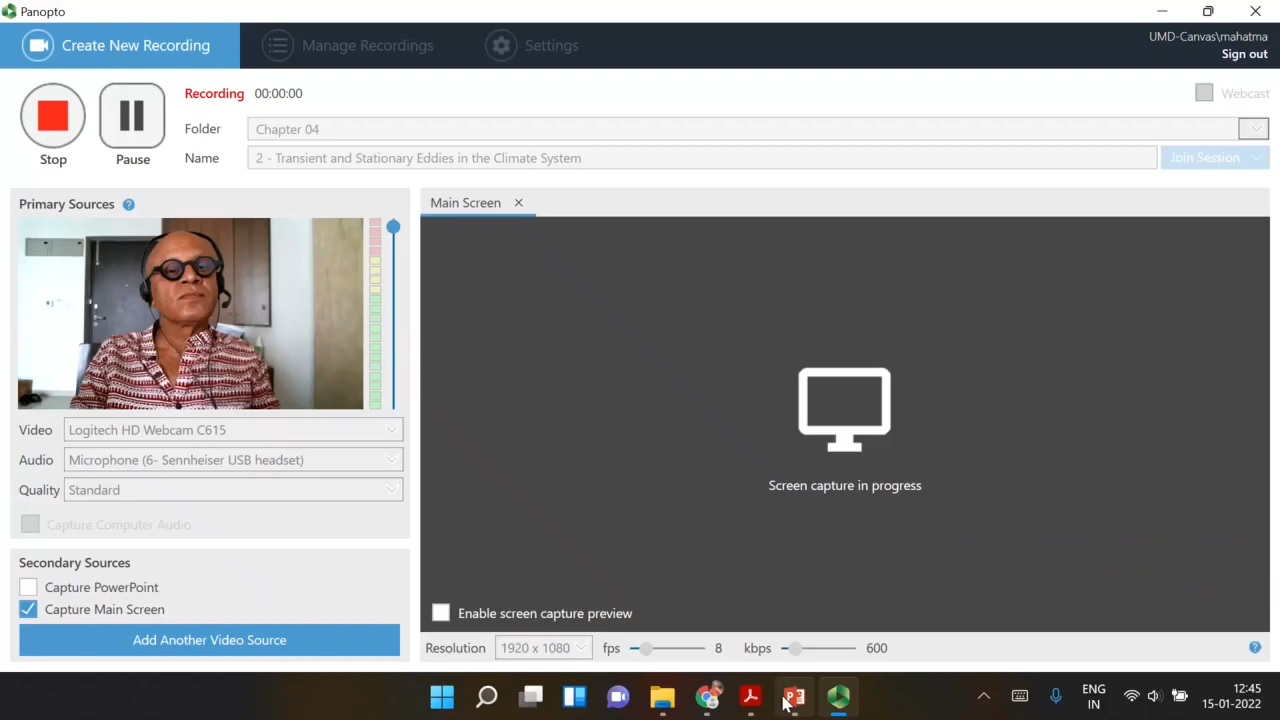 Panopto
Create New Recording
Manage Recordings
Settings
UMD-Canvas\mahatma
Sign out
Recording 00:00:00
Webcast
Folder Chapter 04
Name 2 - Transient and Stationary Eddies in the Climate System
Join Session
Stop
Pause
Primary Sources ?
Main Screen
Video Logitech HD Webcam C615
Audio Microphone (6- Sennheiser USB headset)
Quality Standard
Capture Computer Audio
Screen capture in progress
Secondary Sources
Capture PowerPoint
Capture Main Screen
Add Another Video Source
Enable screen capture preview
Resolution 1920 x 1080 fps 8 kbps 600 ?
ENG
IN
12:45
15-01-2022